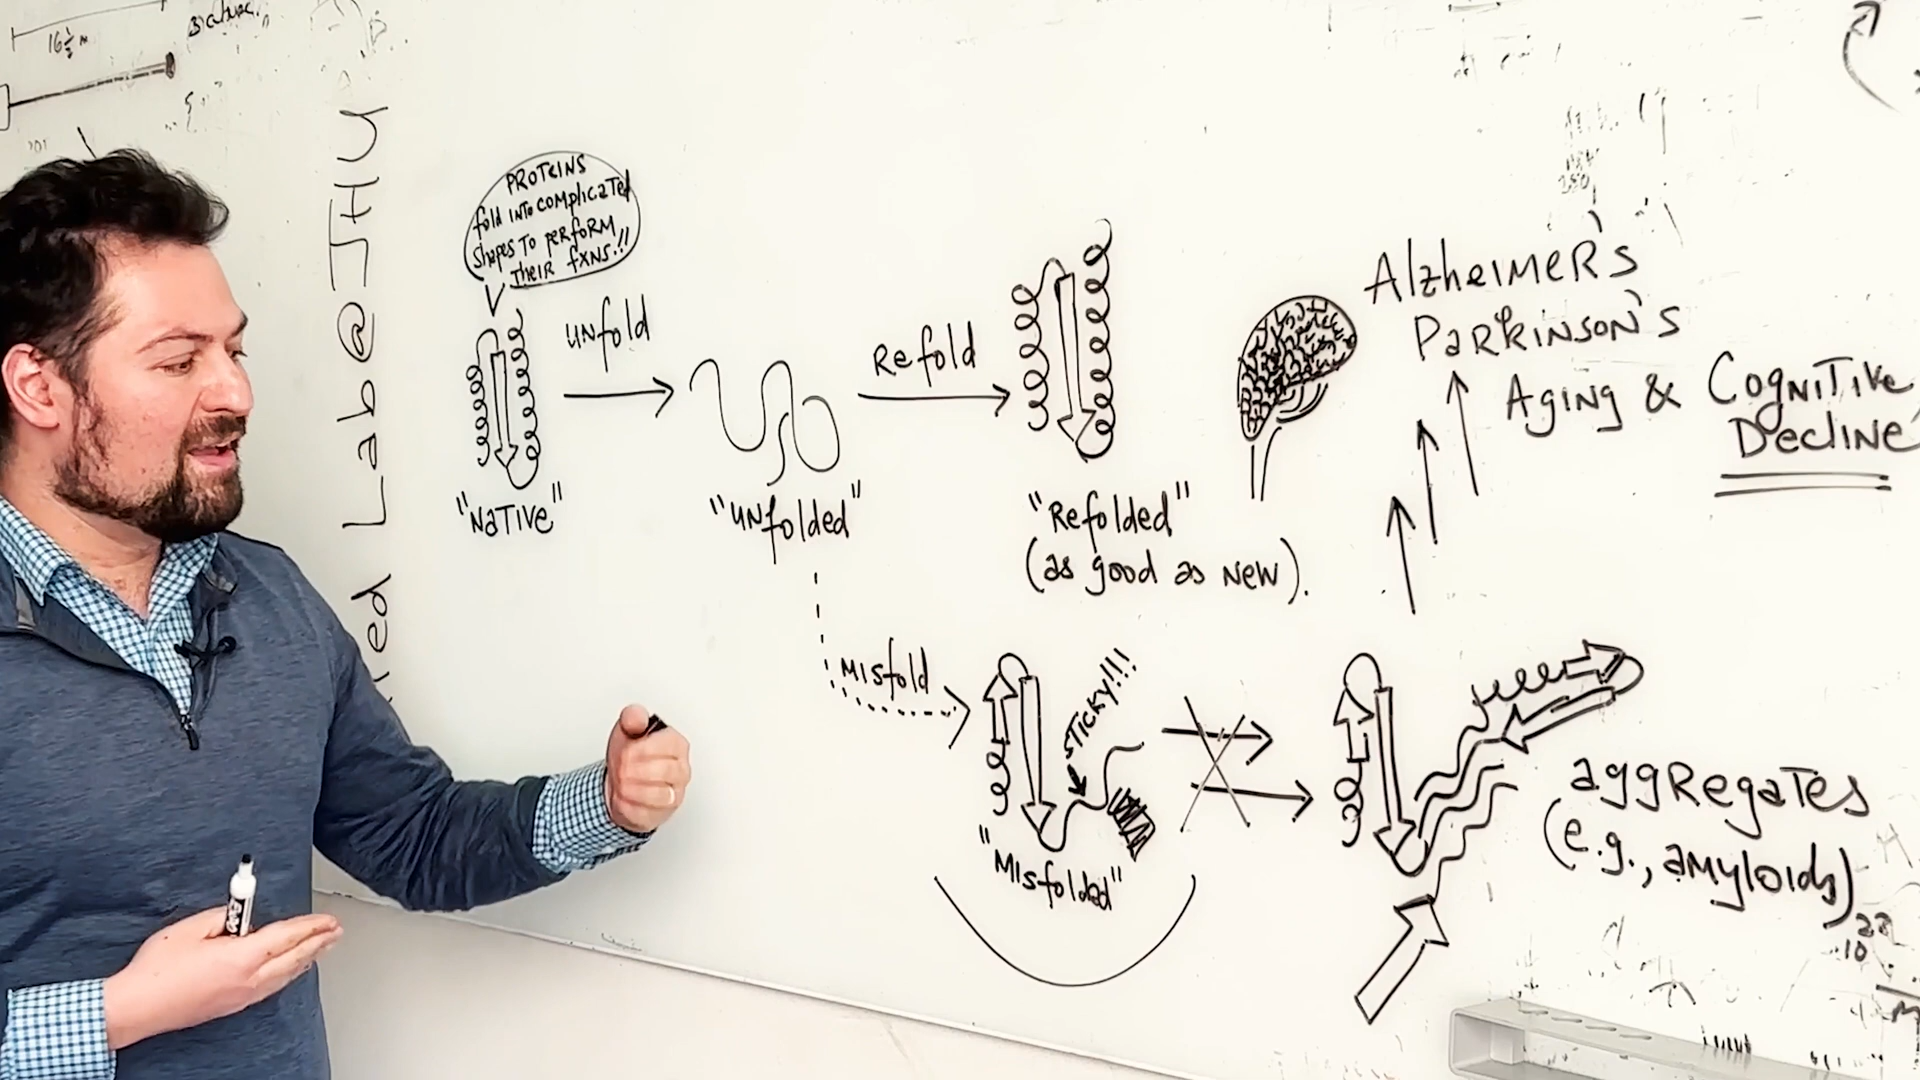 16½ m
PROTEINS
fold INTO COMPlicaTed
shapes To peRfoRM
TheiR fxNS!!
UNfold
Refold
"NaTive"
"UNfolded"
"Refolded"
(as good as NeW).
AlzheiMeR's
PaRkiNsoN's
AgiNg & CogNiTive
DecliNe
Misfold
STicky!!!
"Misfolded"
aggRegaTes
(e.g., aMyloids)
Lab@JHU